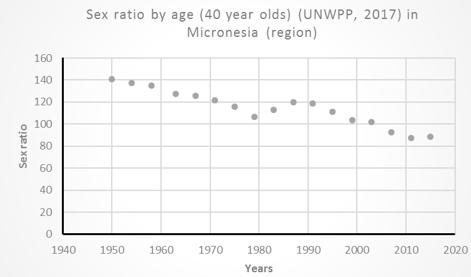 Sex ratio by age (40 year olds) (UNWPP, 2017) in
Micronesia (region)
160
140
120
100
80
60
40
20
0
Sex ratio
1940 1950 1960 1970 1980 1990 2000 2010 2020
Years